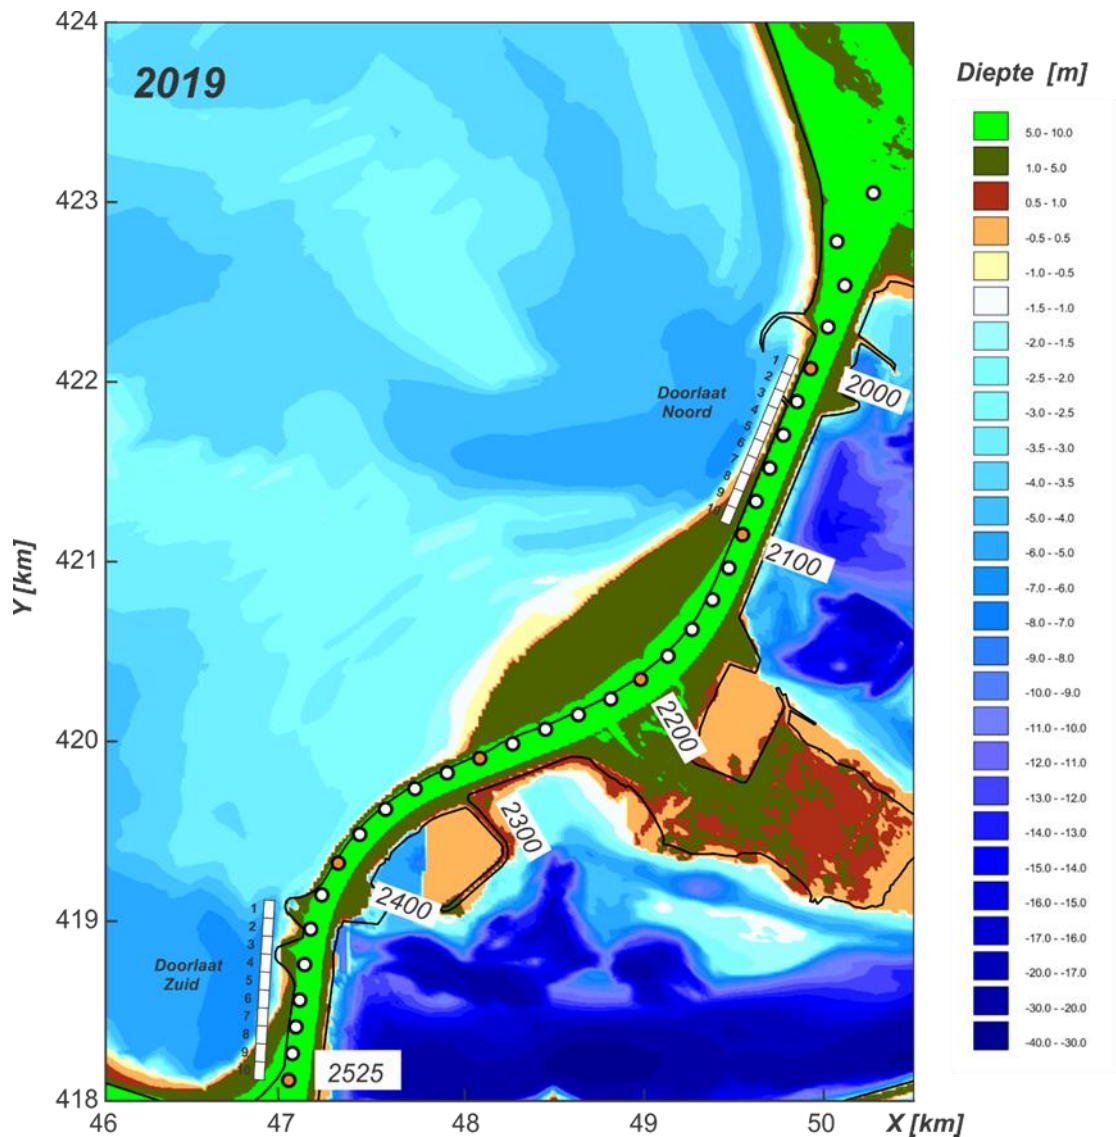 2019
Y [km]
424
423
422
421
420
419
418
46
47
48
49
50
X [km]
Doorlaat
Noord
1
2
3
4
5
6
7
8
9
10
2000
2100
2200
2300
2400
2525
Doorlaat
Zuid
1
2
3
4
5
6
7
8
9
10
Diepte [m]
5.0 - 10.0
1.0 - 5.0
0.5 - 1.0
-0.5 - 0.5
-1.0 - -0.5
-1.5 - -1.0
-2.0 - -1.5
-2.5 - -2.0
-3.0 - -2.5
-3.5 - -3.0
-4.0 - -3.5
-5.0 - -4.0
-6.0 - -5.0
-7.0 - -6.0
-8.0 - -7.0
-9.0 - -8.0
-10.0 - -9.0
-11.0 - -10.0
-12.0 - -11.0
-13.0 - -12.0
-14.0 - -13.0
-15.0 - -14.0
-16.0 - -15.0
-17.0 - -16.0
-20.0 - -17.0
-30.0 - -20.0
-40.0 - -30.0